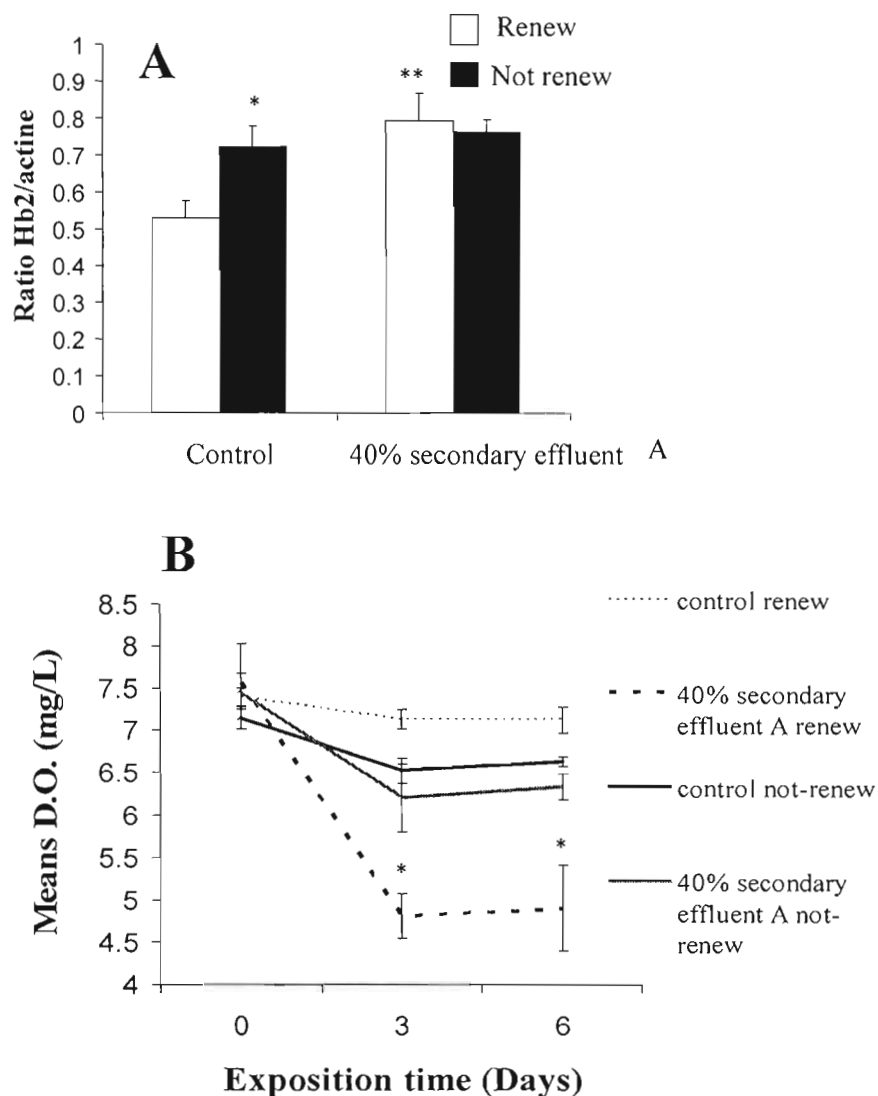 A
Renew
Not renew
Ratio Hb2/actine
1
0.9
0.8
0.7
0.6
0.5
0.4
0.3
0.2
0.1
0
*
**
Control
40% secondary effluent A
B
Means D.O. (mg/L)
8.5
8
7.5
7
6.5
6
5.5
5
4.5
4
*
*
0
3
6
Exposition time (Days)
control renew
40% secondary
effluent A renew
control not-renew
40% secondary
effluent A not-
renew